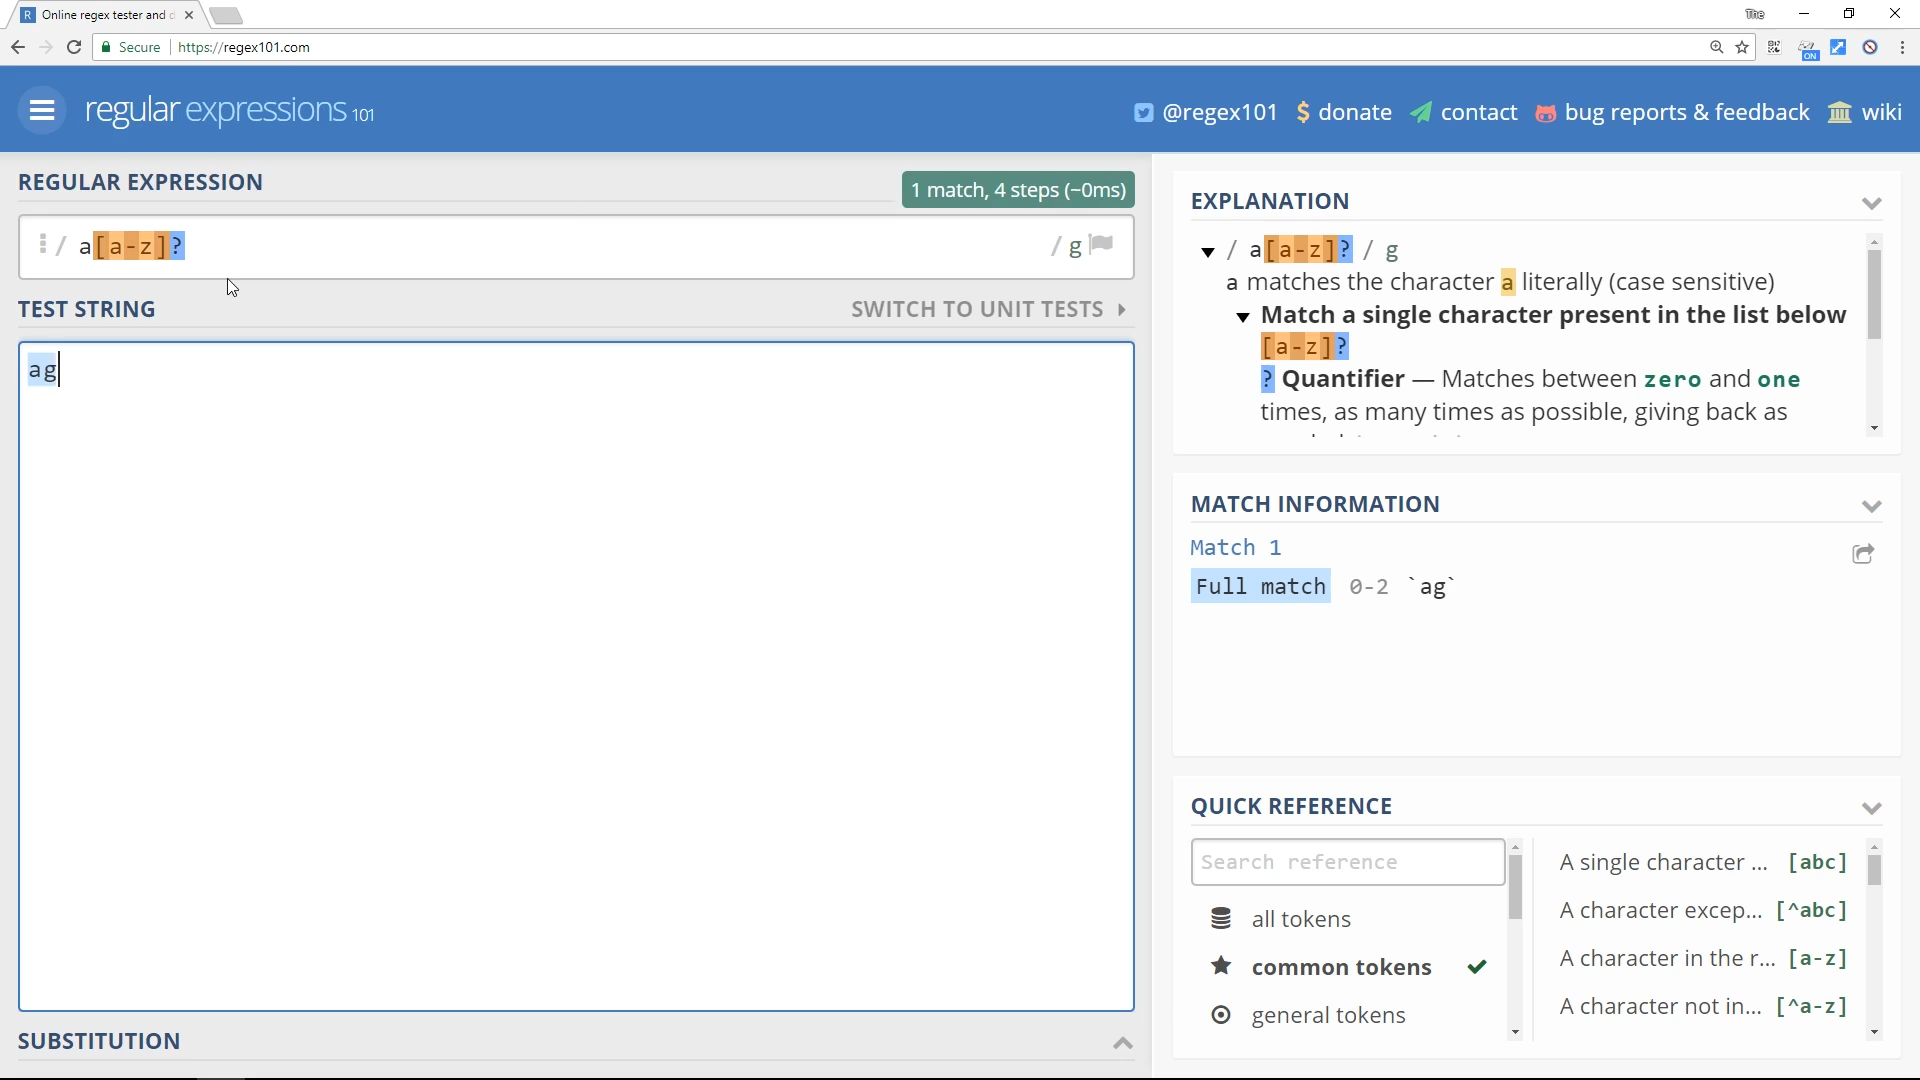 Online regex tester and d
The
Secure https://regex101.com
regular expressions 101
@regex101 $ donate contact bug reports & feedback wiki
REGULAR EXPRESSION
1 match, 4 steps (~0ms)
/ a[a-z]? / g
TEST STRING
SWITCH TO UNIT TESTS
ag
SUBSTITUTION
EXPLANATION
/ a[a-z]? / g
a matches the character a literally (case sensitive)
Match a single character present in the list below
[a-z]?
? Quantifier — Matches between zero and one
times, as many times as possible, giving back as
MATCH INFORMATION
Match 1
Full match 0-2 `ag`
QUICK REFERENCE
Search reference
all tokens
common tokens
general tokens
A single character ... [abc]
A character excep... [^abc]
A character in the r... [a-z]
A character not in... [^a-z]